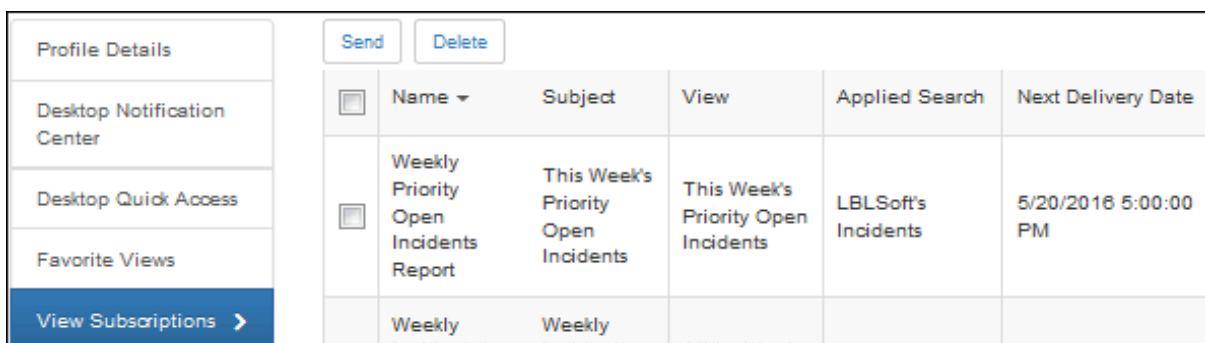 Profile Details
Desktop Notification
Center
Desktop Quick Access
Favorite Views
View Subscriptions
Send
Delete
Name
Subject
View
Applied Search
Next Delivery Date
Weekly
Priority
Open
Incidents
Report
This Week's
Priority
Open
Incidents
This Week's
Priority Open
Incidents
LBLSoft's
Incidents
5/20/2016 5:00:00
PM
Weekly
Weekly